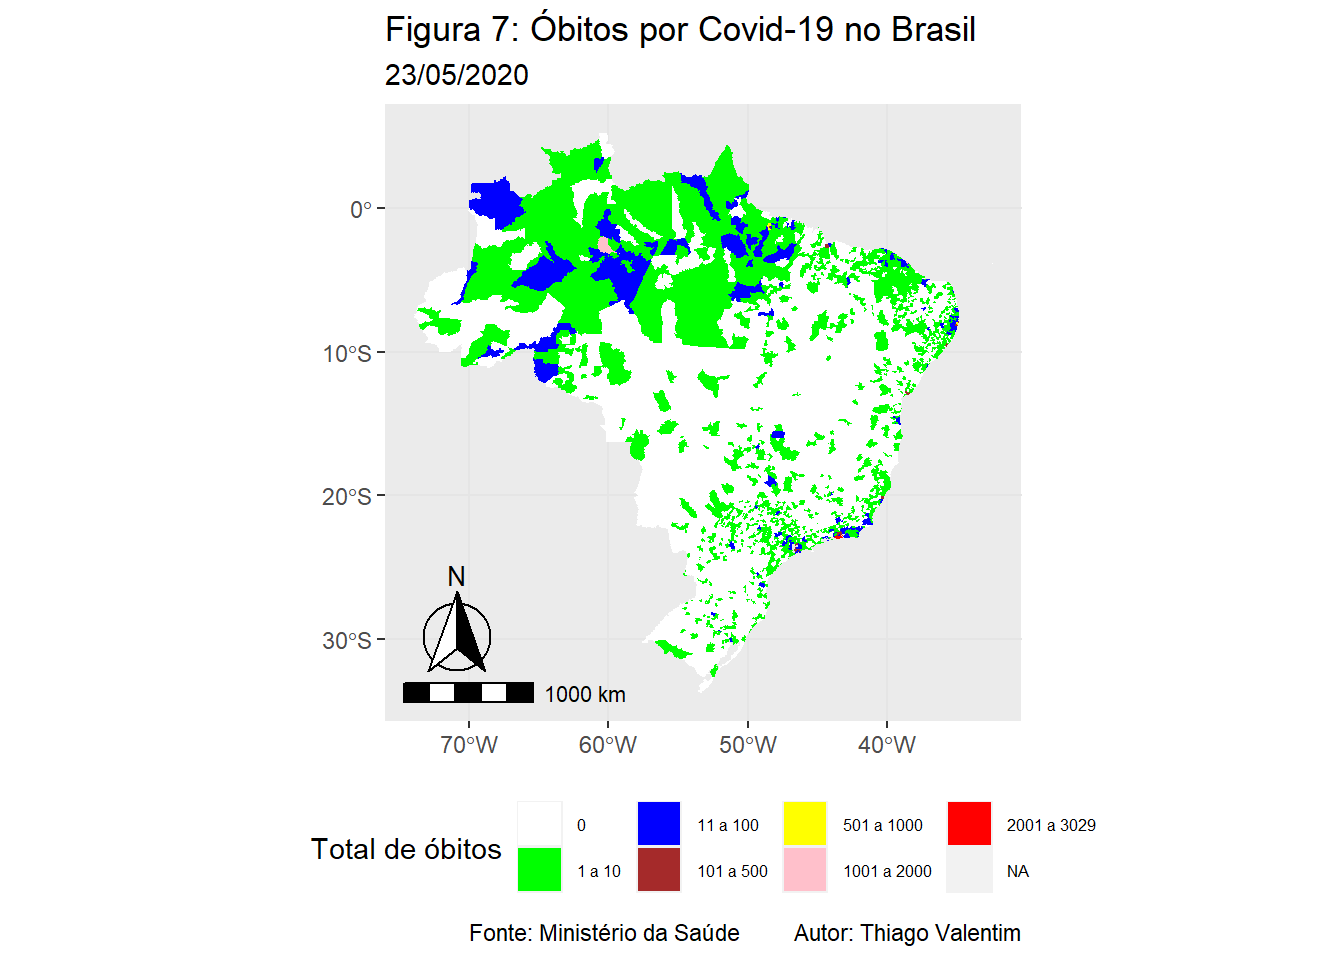 Figura 7: Óbitos por Covid-19 no Brasil
23/05/2020
0°
10°S
20°S
30°S
N
1000 km
70°W 60°W 50°W 40°W
Total de óbitos
0 11 a 100 501 a 1000 2001 a 3029
1 a 10 101 a 500 1001 a 2000 NA
Fonte: Ministério da Saúde Autor: Thiago Valentim